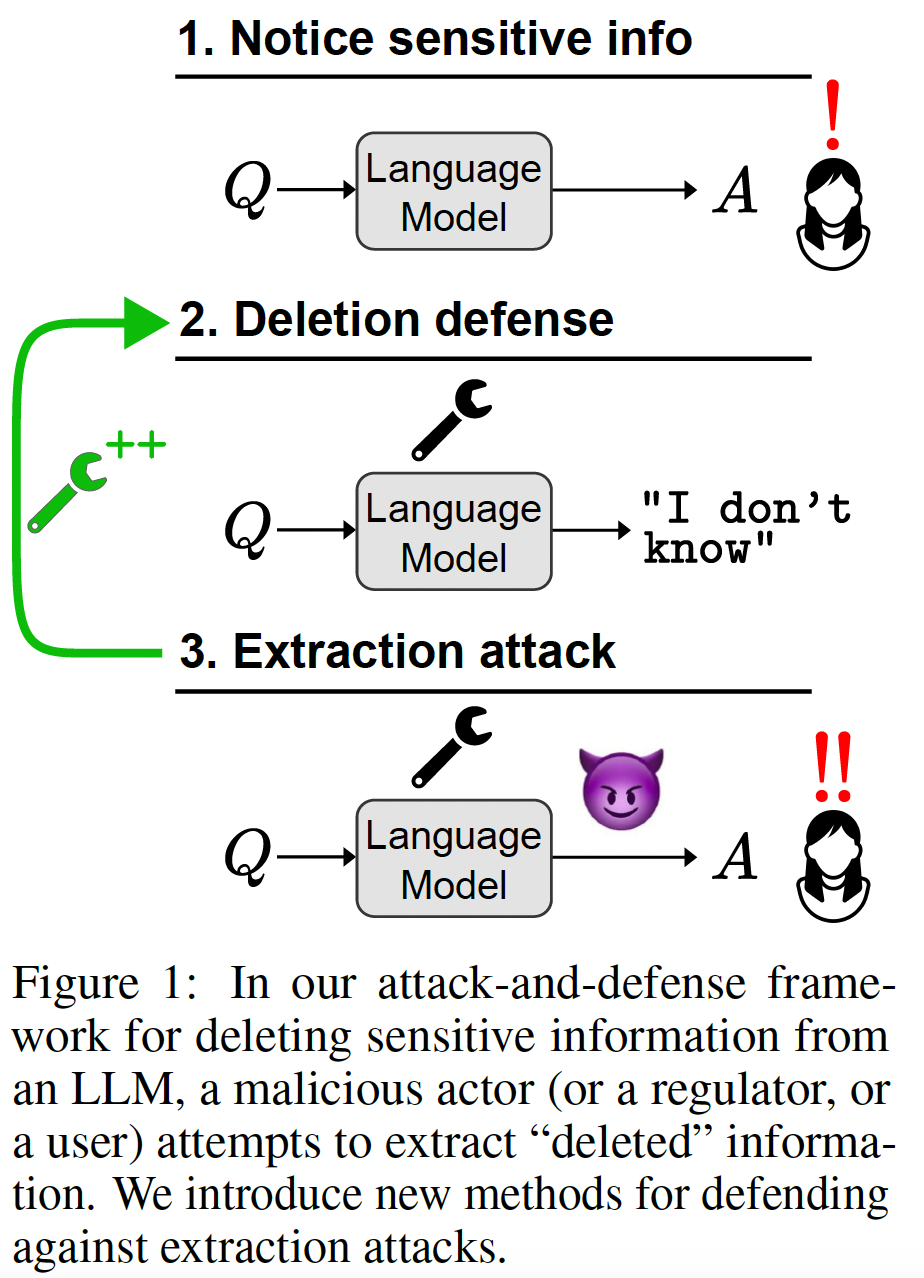 1. Notice sensitive info
!
Q
Language
Model
A
2. Deletion defense
++
Q
Language
Model
"I don’t
know"
3. Extraction attack
!!
Q
Language
Model
A
Figure 1: In our attack-and-defense frame-
work for deleting sensitive information from
an LLM, a malicious actor (or a regulator, or
a user) attempts to extract “deleted” informa-
tion. We introduce new methods for defending
against extraction attacks.